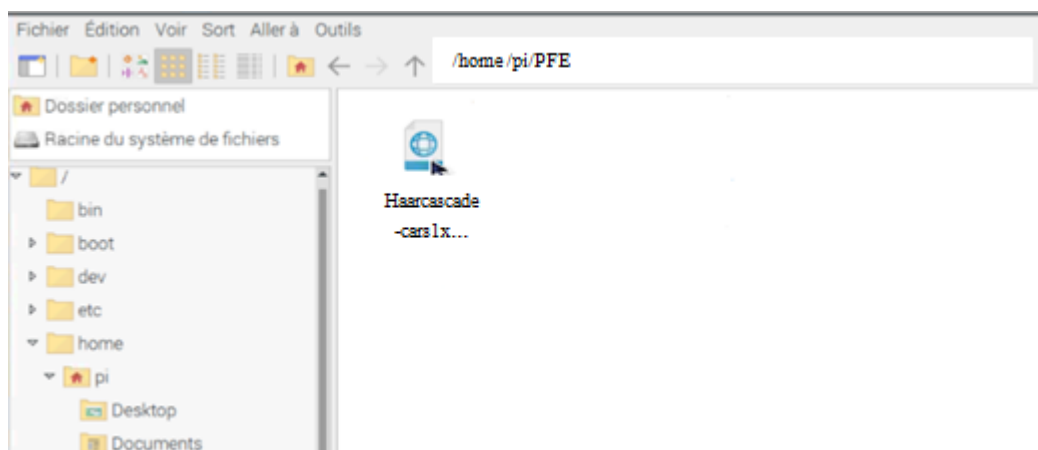 Fichier Édition Voir Sort Aller à Outils
/home/pi/PFE
Dossier personnel
Racine du système de fichiers
/
bin
boot
dev
etc
home
pi
Desktop
Documents
Haarcascade
-cars1x...